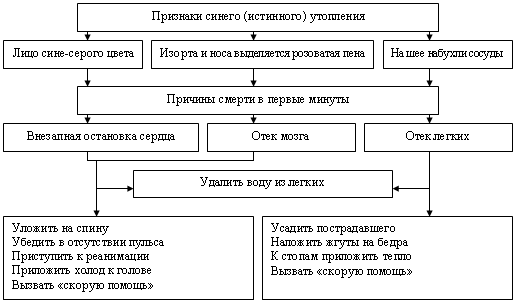 Признаки синего (истинного) утопления
Лицо сине-серого цвета
Изо рта и носа выделяется розоватая пена
На шее набухли сосуды
Причины смерти в первые минуты
Внезапная остановка сердца
Отек мозга
Отек легких
Удалить воду из легких
Уложить на спину
Убедить в отсутствии пульса
Приступить к реанимации
Приложить холод к голове
Вызвать «скорую помощь»
Усадить пострадавшего
Наложить жгуты на бедра
К стопам приложить тепло
Вызвать «скорую помощь»